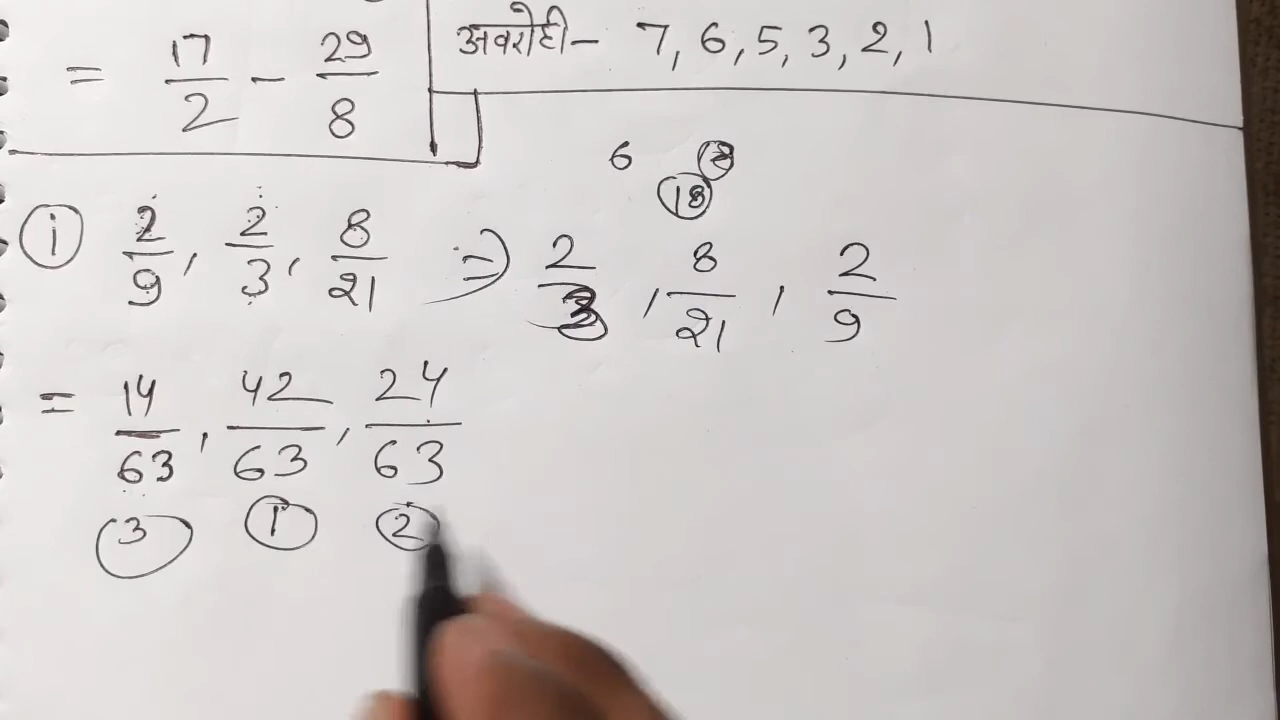 = 17/2 - 29/8
अवरोही- 7, 6, 5, 3, 2, 1
6
18
i 2/9, 2/3, 8/21 => 2/3, 8/21, 2/9
= 14/63, 42/63, 24/63
3 1 2